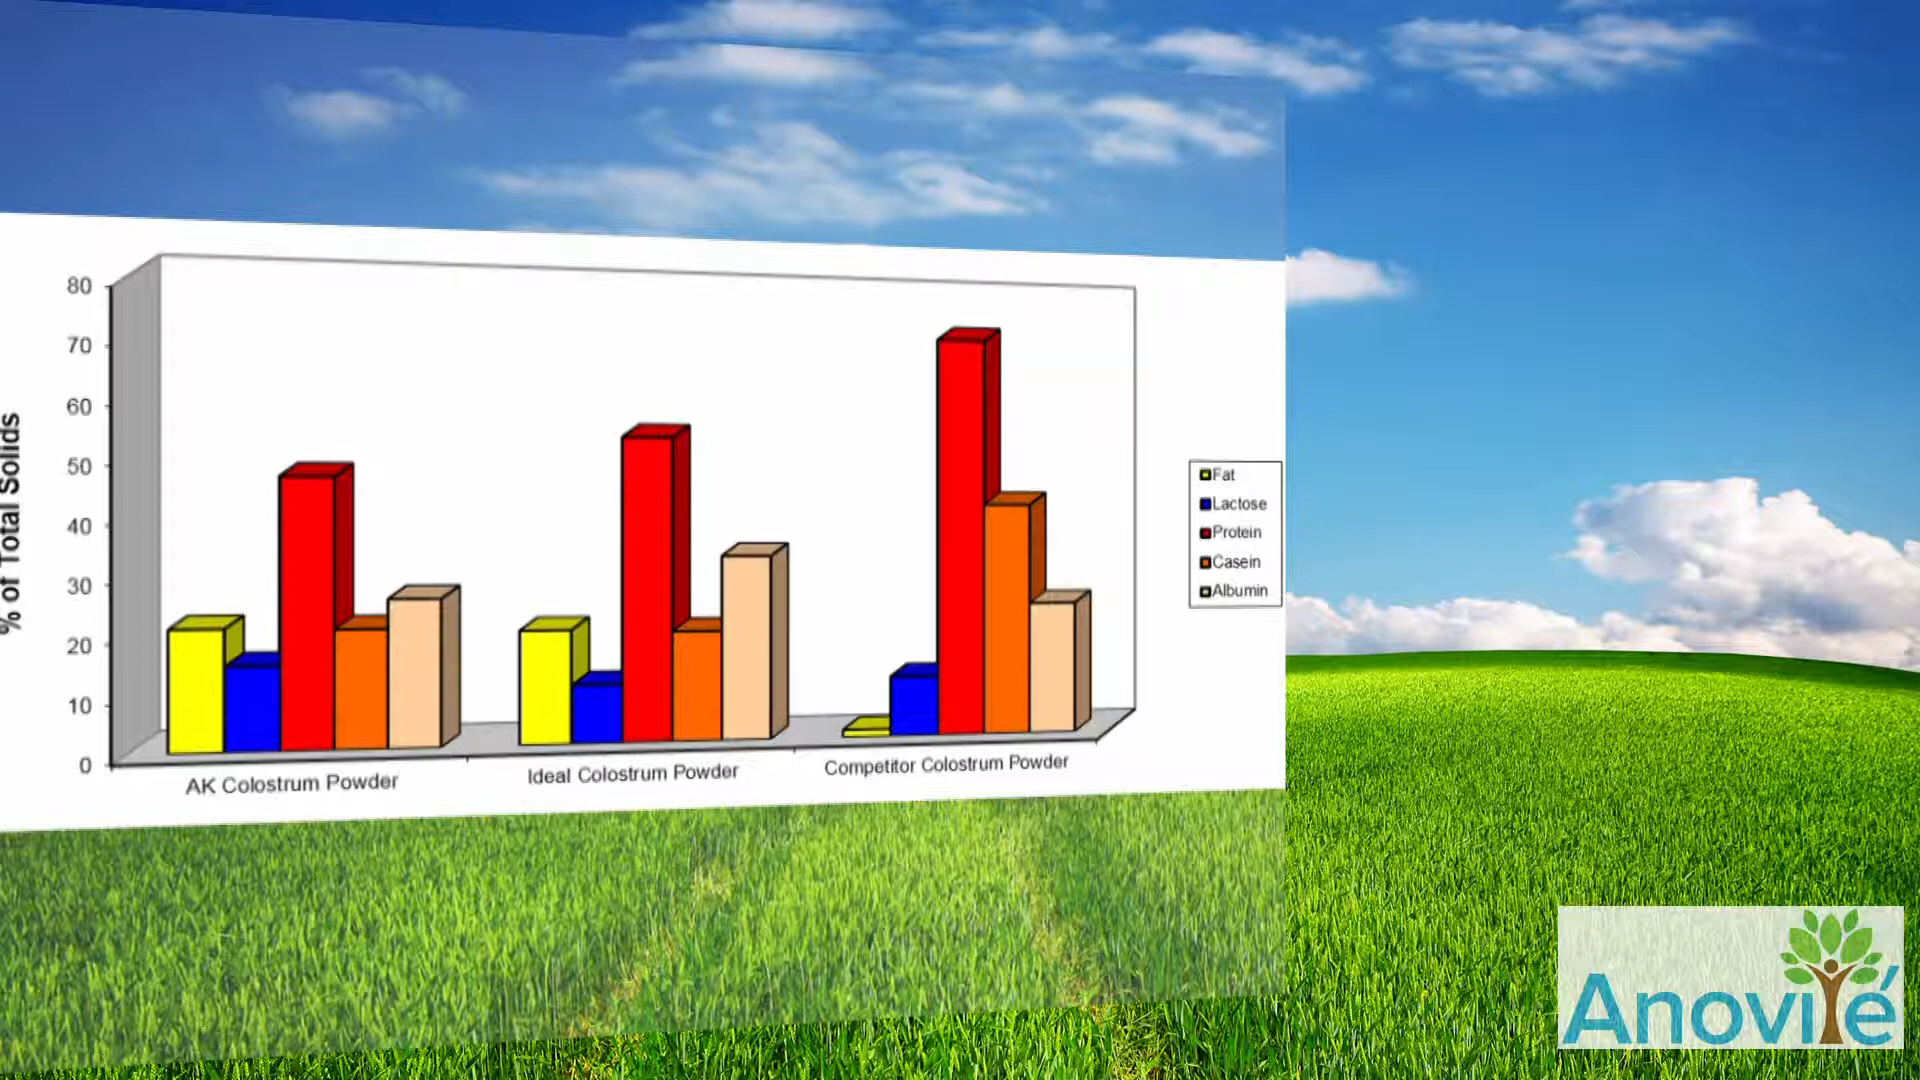 % of Total Solids
80
70
60
50
40
30
20
10
0
AK Colostrum Powder
Ideal Colostrum Powder
Competitor Colostrum Powder
Fat
Lactose
Protein
Casein
Albumin
Anovité